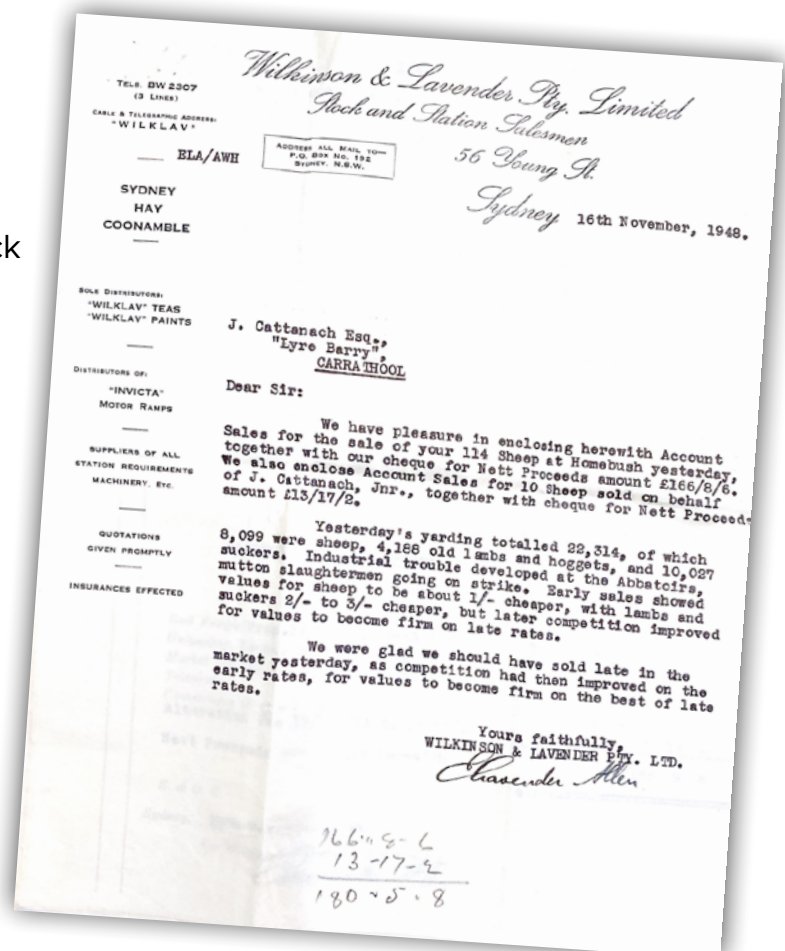 ck
Wilkinson & Lavender Pty. Limited
Stock and Station Salesmen
56 Young St.
Sydney 16th November, 1948.
TELS. BW 2307
(3 LINES)
CABLE & TELEGRAPHIC ADDRESS:
"WILKLAV"
ELA/AWH
ADDRESS ALL MAIL TO—
P.O. BOX NO. 192
SYDNEY, N.S.W.
SYDNEY
HAY
COONAMBLE
SOLE DISTRIBUTORS:
"WILKLAV" TEAS
"WILKLAV" PAINTS
DISTRIBUTORS OF:
"INVICTA"
MOTOR RAMPS
SUPPLIERS OF ALL
STATION REQUIREMENTS
MACHINERY, ETC.
QUOTATIONS
GIVEN PROMPTLY
INSURANCES EFFECTED
J. Cattanach Esq.,
"Lyre Barry",
CARRATHOOL
Dear Sir:
We have pleasure in enclosing herewith Account
Sales for the sale of your 114 Sheep at Homebush yesterday,
together with our cheque for Nett Proceeds amount £166/8/6.
We also enclose Account Sales for 10 Sheep sold on behalf
of J. Cattanach, Jnr., together with cheque for Nett Proceed-
amount £13/17/2.
Yesterday's yarding totalled 22,314, of which
8,099 were sheep, 4,188 old lambs and hoggets, and 10,027
suckers. Industrial trouble developed at the Abbatoirs,
mutton slaughtermen going on strike. Early sales showed
values for sheep to be about 1/- cheaper, with lambs and
suckers 2/- to 3/- cheaper, but later competition improved
for values to become firm on late rates.
We were glad we should have sold late in the
market yesterday, as competition had then improved on the
early rates, for values to become firm on the best of late
rates.
Yours faithfully,
WILKINSON & LAVENDER PTY. LTD.
166-8-6
13-17-2
180-5-8